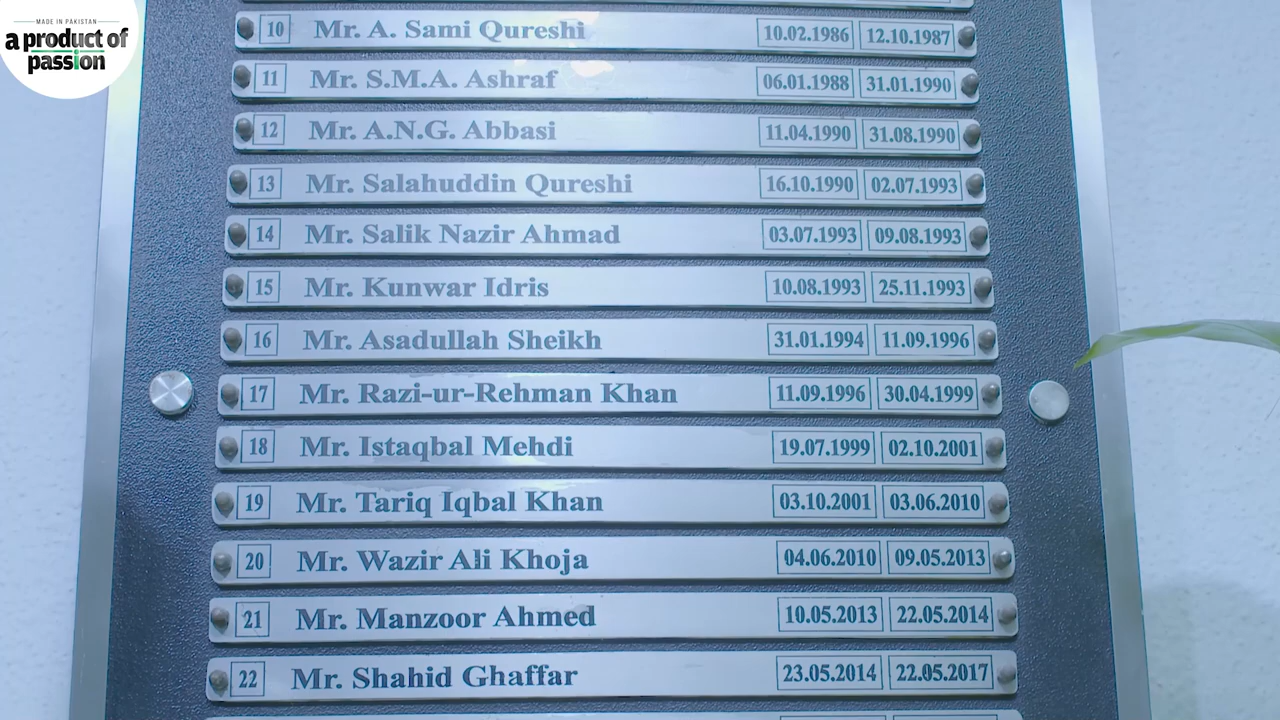 MADE IN PAKISTAN
a product of
passion
10 Mr. A. Sami Qureshi 10.02.1986 12.10.1987
11 Mr. S.M.A. Ashraf 06.01.1988 31.01.1990
12 Mr. A.N.G. Abbasi 11.04.1990 31.08.1990
13 Mr. Salahuddin Qureshi 16.10.1990 02.07.1993
14 Mr. Salik Nazir Ahmad 03.07.1993 09.08.1993
15 Mr. Kunwar Idris 10.08.1993 25.11.1993
16 Mr. Asadullah Sheikh 31.01.1994 11.09.1996
17 Mr. Razi-ur-Rehman Khan 11.09.1996 30.04.1999
18 Mr. Istaqbal Mehdi 19.07.1999 02.10.2001
19 Mr. Tariq Iqbal Khan 03.10.2001 03.06.2010
20 Mr. Wazir Ali Khoja 04.06.2010 09.05.2013
21 Mr. Manzoor Ahmed 10.05.2013 22.05.2014
22 Mr. Shahid Ghaffar 23.05.2014 22.05.2017